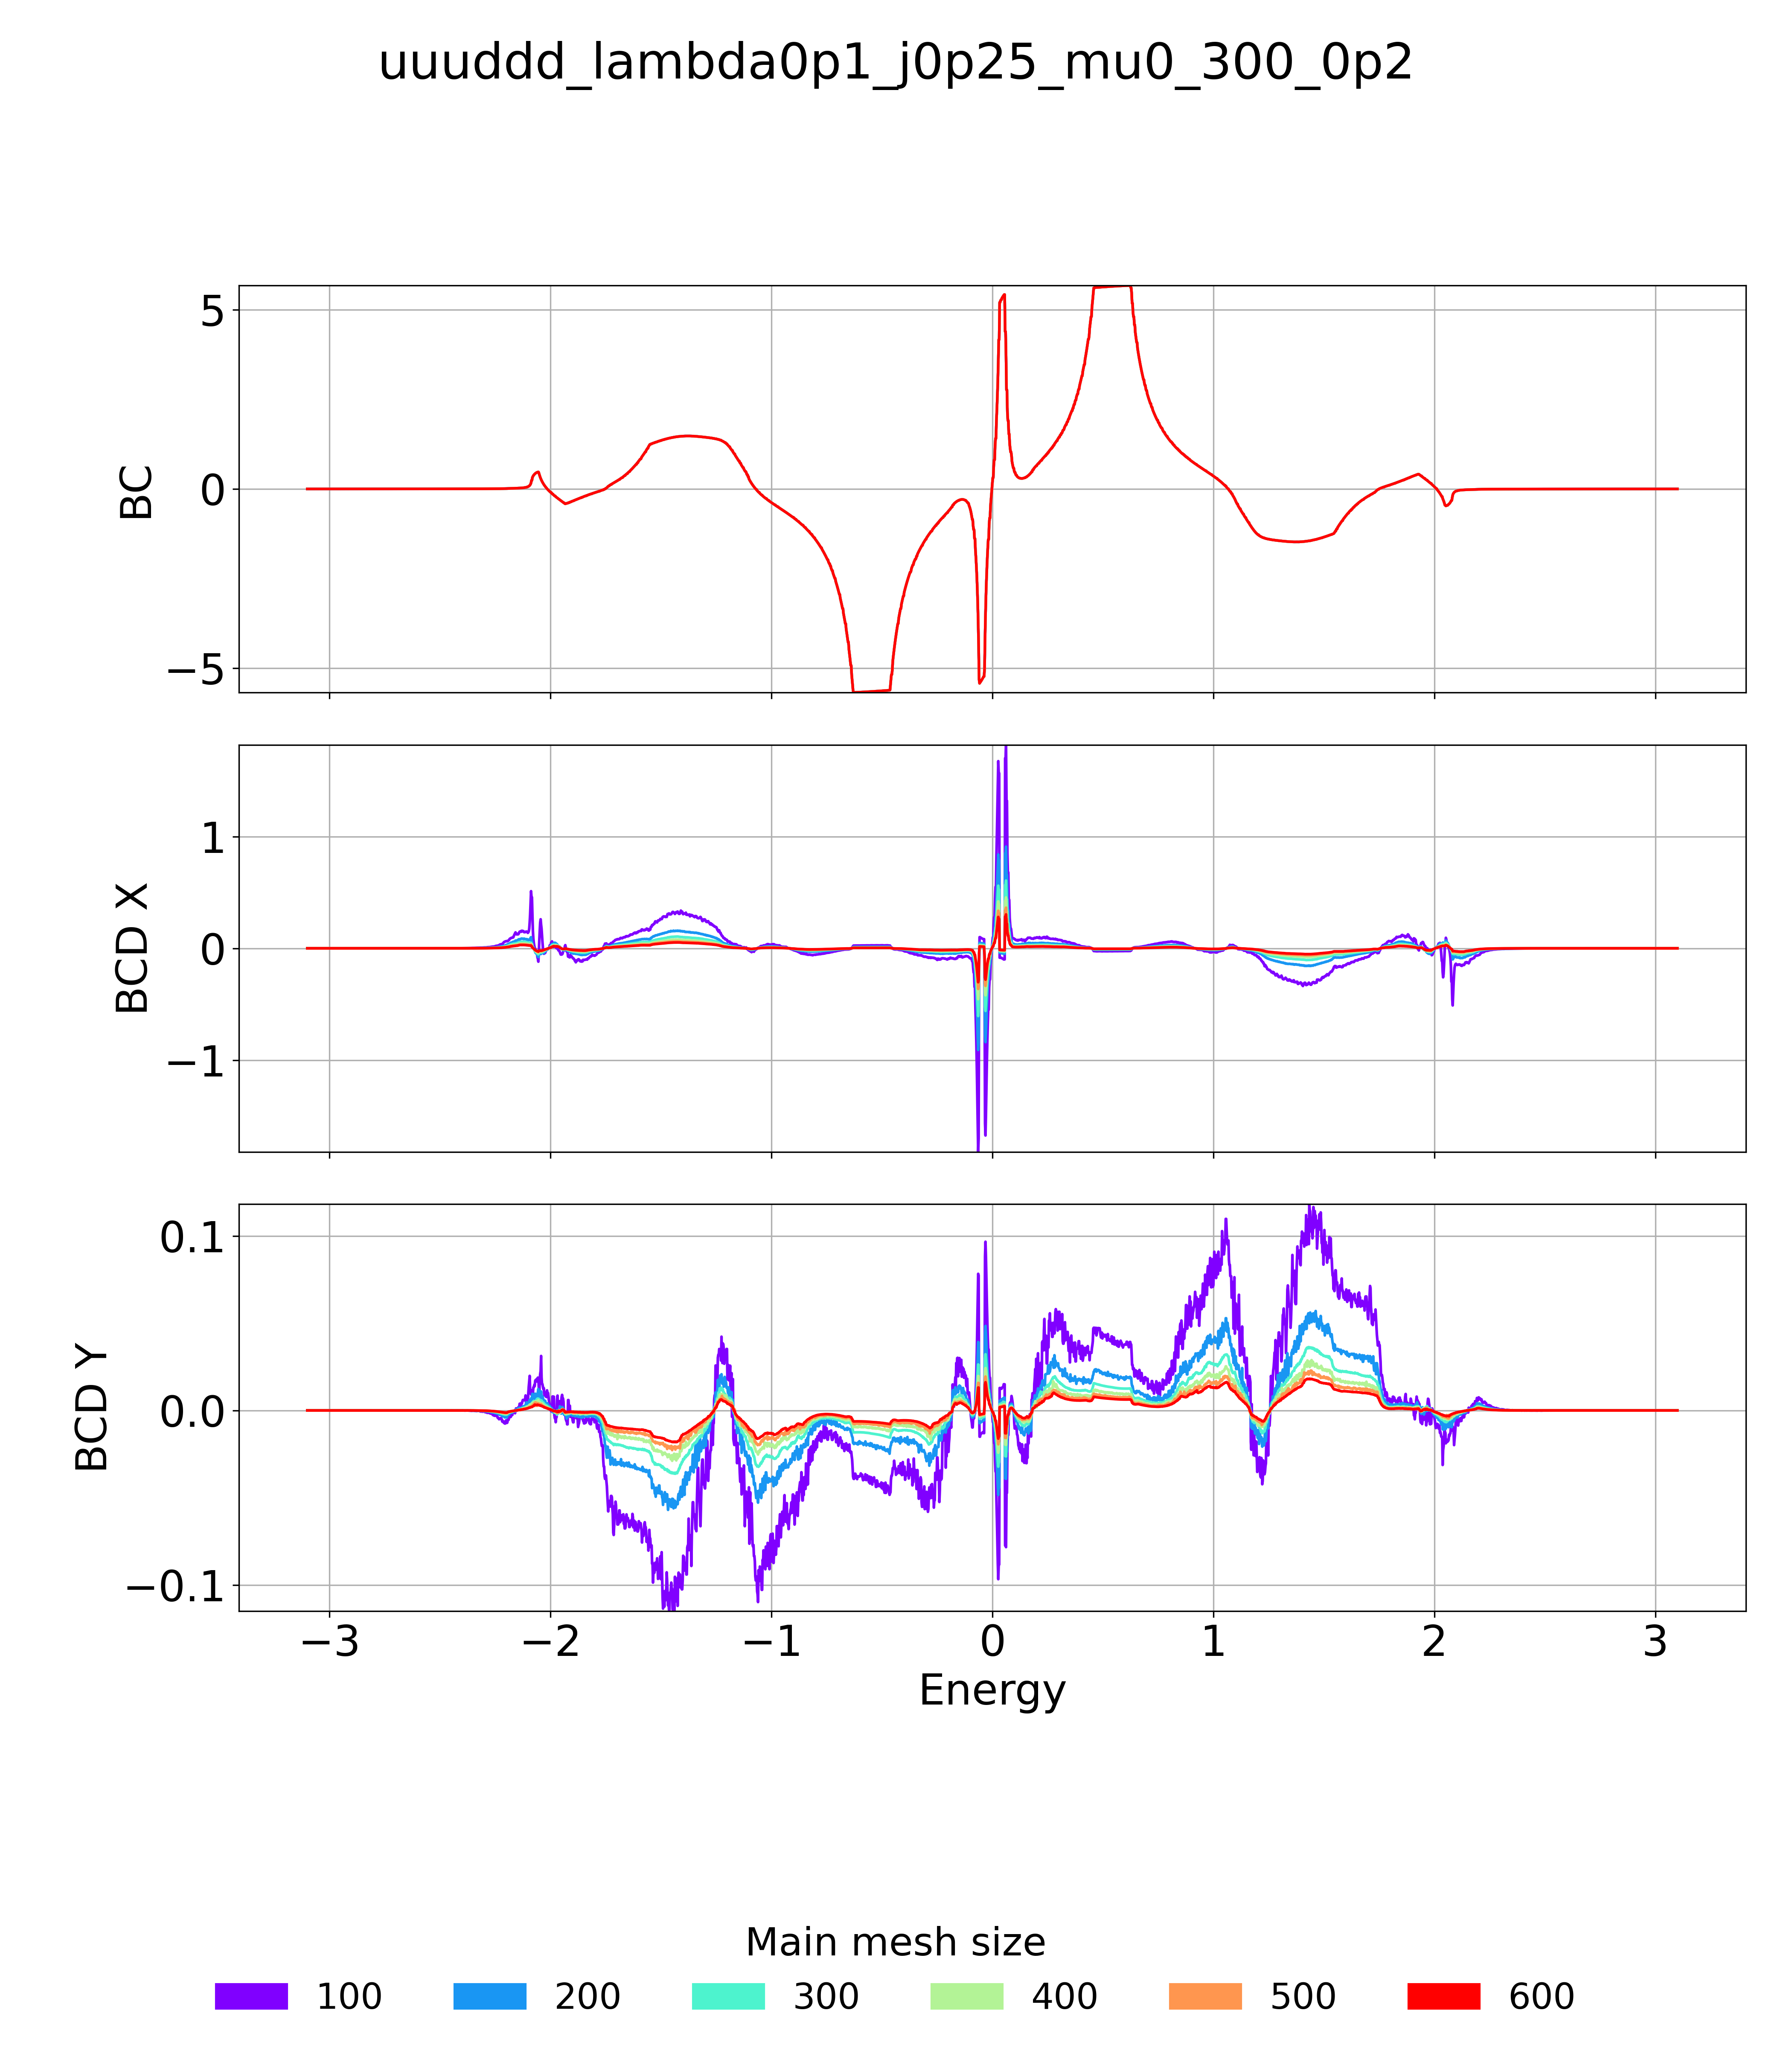 uuuddd_lambda0p1_j0p25_mu0_300_0p2
5
0
−5
BC
1
0
−1
BCD X
0.1
0.0
−0.1
BCD Y
−3 −2 −1 0 1 2 3
Energy
Main mesh size
100 200 300 400 500 600